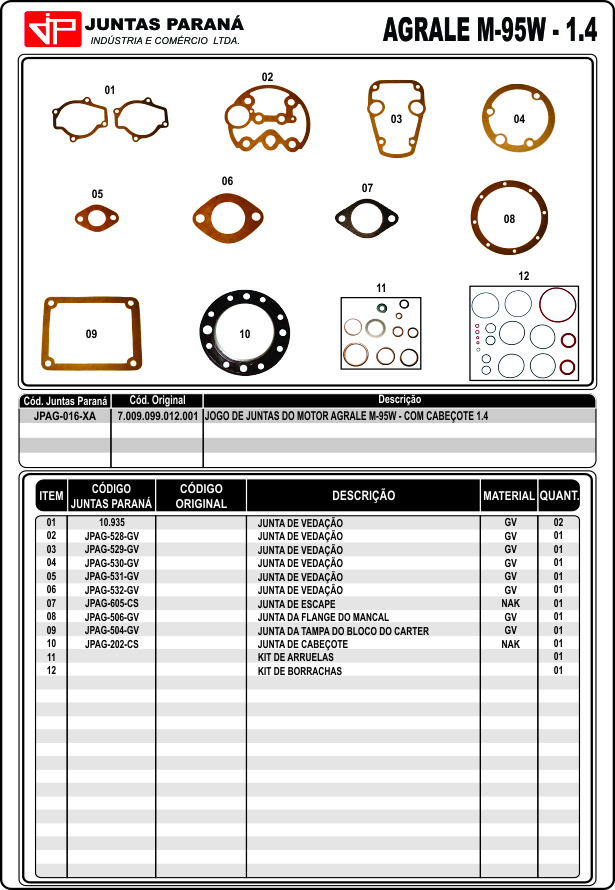 JP
JUNTAS PARANÁ
INDÚSTRIA E COMÉRCIO LTDA.
AGRALE M-95W - 1.4
01
02
03
04
05
06
07
08
09
10
11
12
Cód. Juntas Paraná Cód. Original Descrição
JPAG-016-XA 7.009.099.012.001 JOGO DE JUNTAS DO MOTOR AGRALE M-95W - COM CABEÇOTE 1.4
ITEM CÓDIGO JUNTAS PARANÁ CÓDIGO ORIGINAL DESCRIÇÃO MATERIAL QUANT.
01 10.935 JUNTA DE VEDAÇÃO GV 02
02 JPAG-528-GV JUNTA DE VEDAÇÃO GV 01
03 JPAG-529-GV JUNTA DE VEDAÇÃO GV 01
04 JPAG-530-GV JUNTA DE VEDAÇÃO GV 01
05 JPAG-531-GV JUNTA DE VEDAÇÃO GV 01
06 JPAG-532-GV JUNTA DE VEDAÇÃO GV 01
07 JPAG-605-CS JUNTA DE ESCAPE NAK 01
08 JPAG-506-GV JUNTA DA FLANGE DO MANCAL GV 01
09 JPAG-504-GV JUNTA DA TAMPA DO BLOCO DO CARTER GV 01
10 JPAG-202-CS JUNTA DE CABEÇOTE NAK 01
11 KIT DE ARRUELAS 01
12 KIT DE BORRACHAS 01